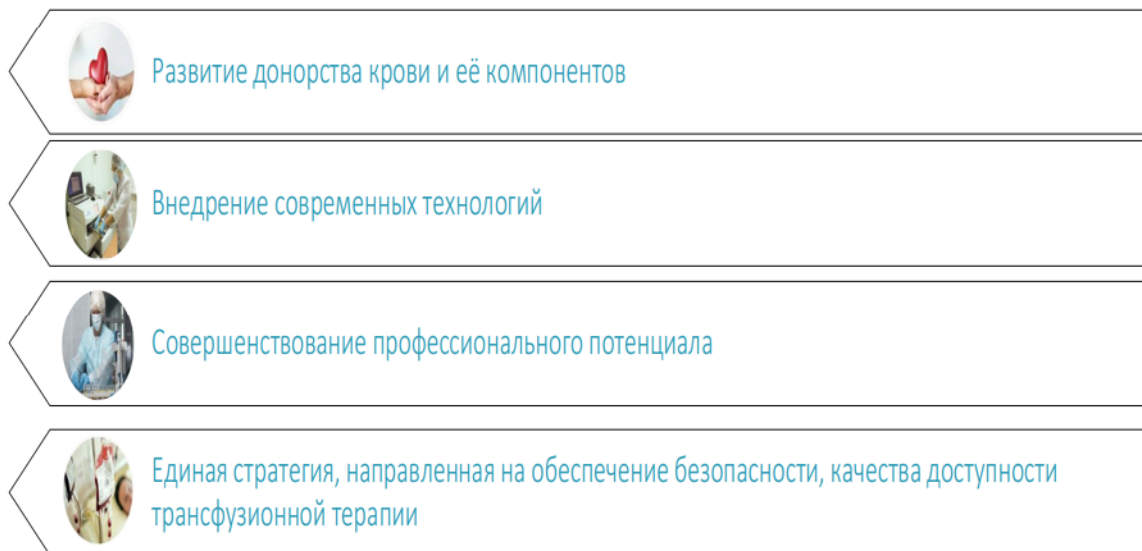 Развитие донорства крови и её компонентов
Внедрение современных технологий
Совершенствование профессионального потенциала
Единая стратегия, направленная на обеспечение безопасности, качества доступности
трансфузионной терапии